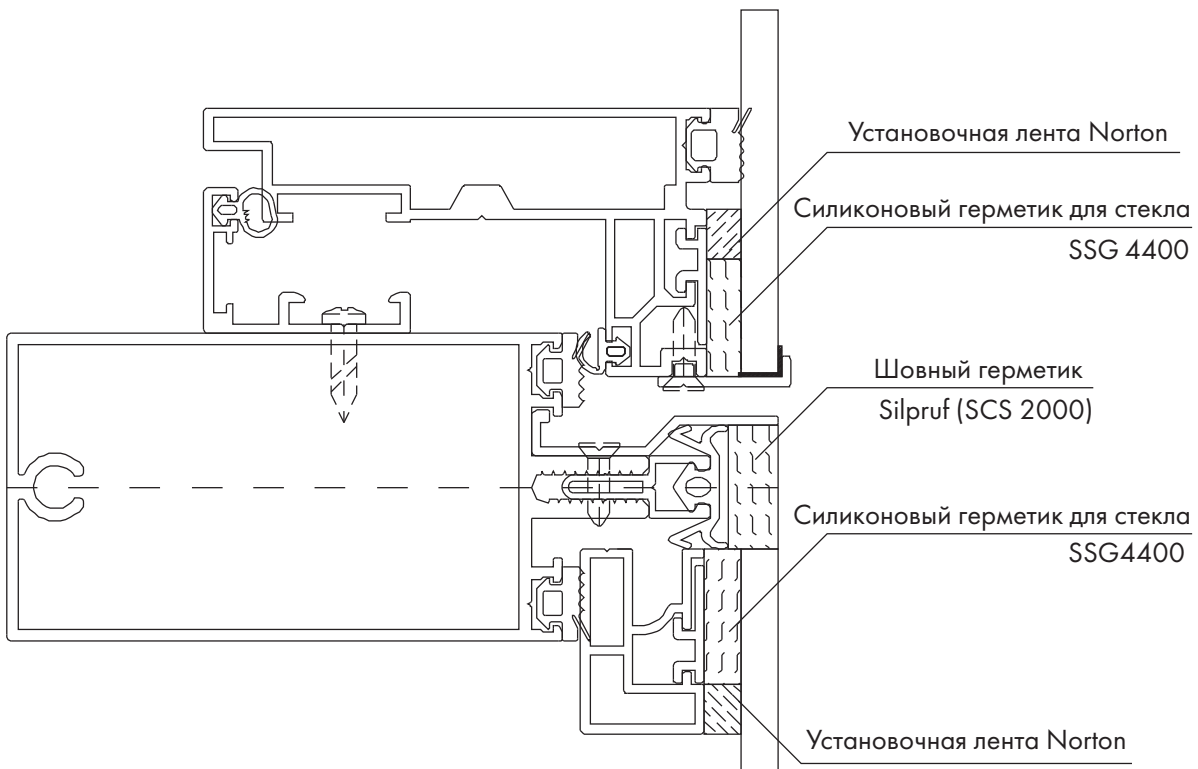 Установочная лента Norton
Силиконовый герметик для стекла
SSG 4400
Шовный герметик
Silpruf (SCS 2000)
Силиконовый герметик для стекла
SSG4400
Установочная лента Norton